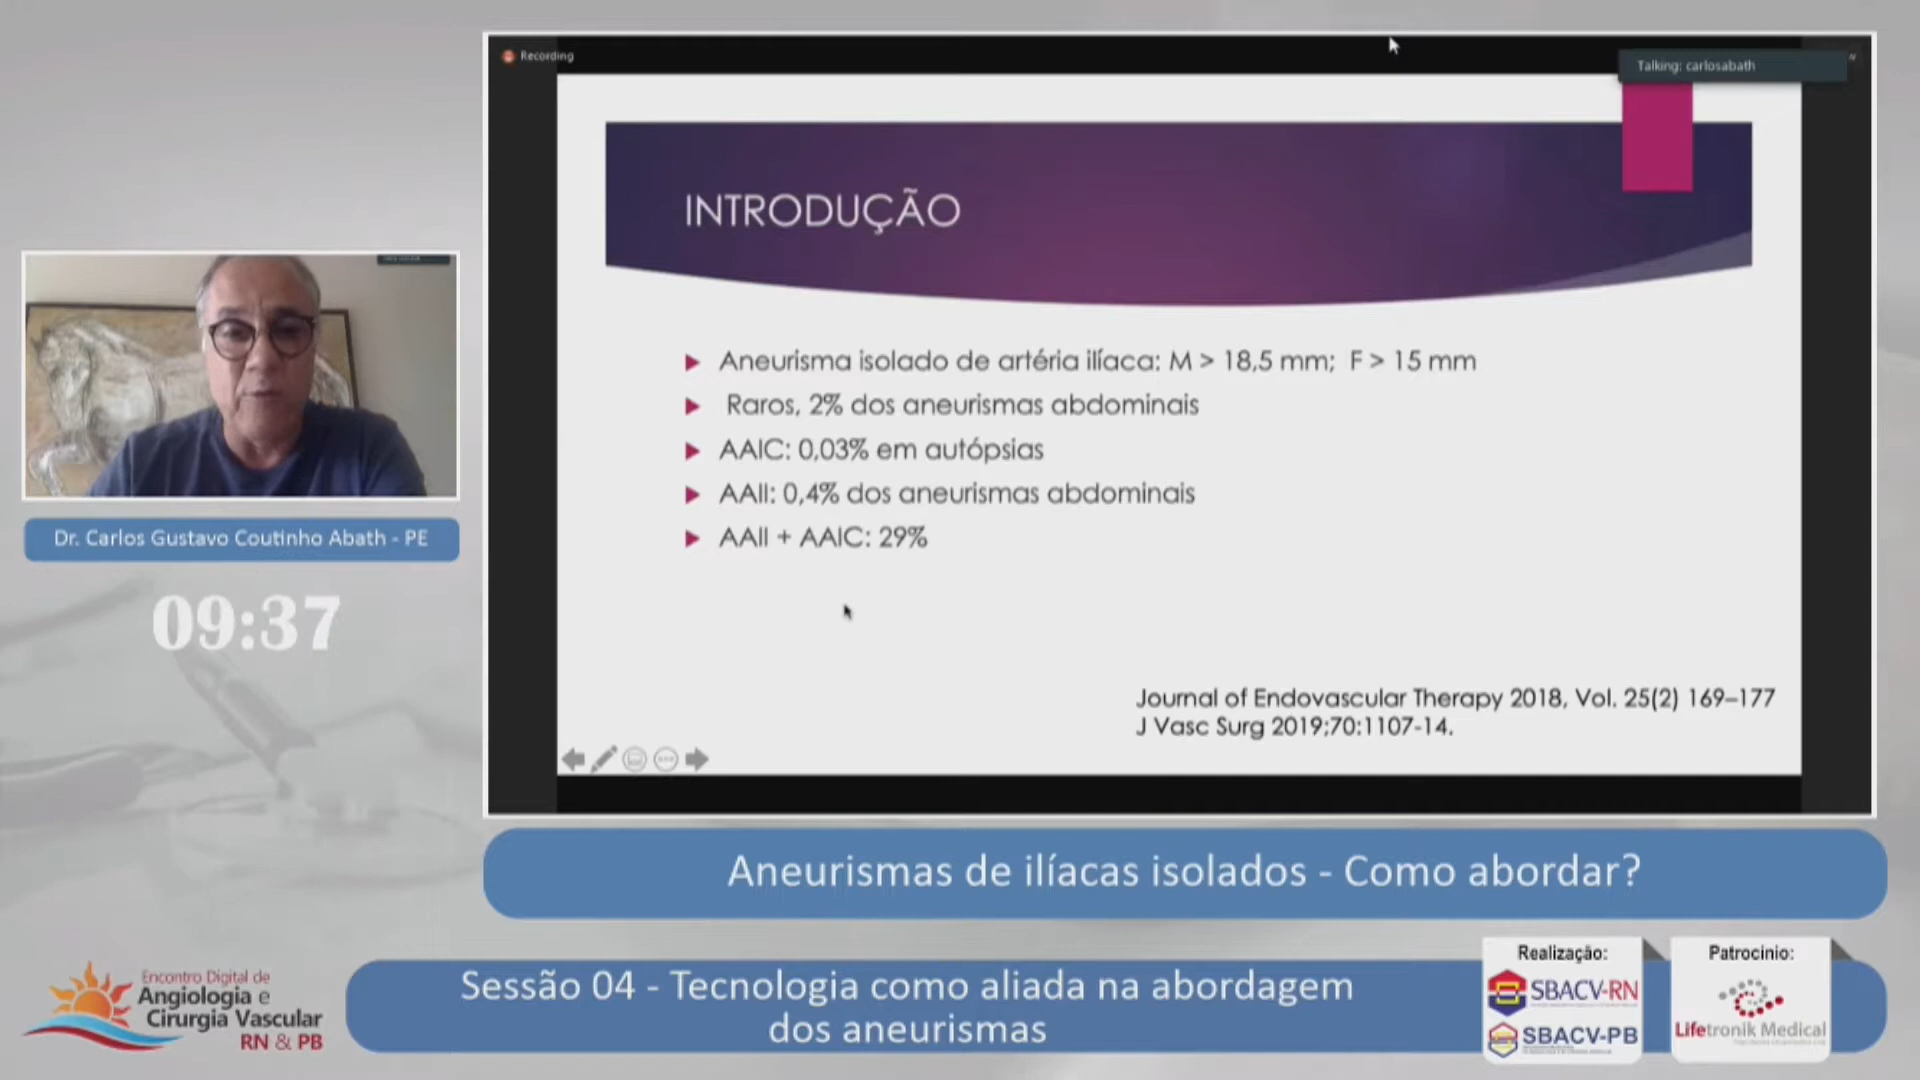 Recording
Talking: carlosabath
INTRODUÇÃO
Aneurisma isolado de artéria ilíaca: M > 18,5 mm; F > 15 mm
Raros, 2% dos aneurismas abdominais
AAIC: 0,03% em autópsias
AAII: 0,4% dos aneurismas abdominais
AAII + AAIC: 29%
Journal of Endovascular Therapy 2018, Vol. 25(2) 169–177
J Vasc Surg 2019;70:1107-14.
Dr. Carlos Gustavo Coutinho Abath - PE
09:37
Aneurismas de ilíacas isolados - Como abordar?
Sessão 04 - Tecnologia como aliada na abordagem
dos aneurismas
Encontro Digital de
Angiologia e
Cirurgia Vascular
RN & PB
Realização:
SBACV-RN
SBACV-PB
Patrocínio:
Lifetronik Medical